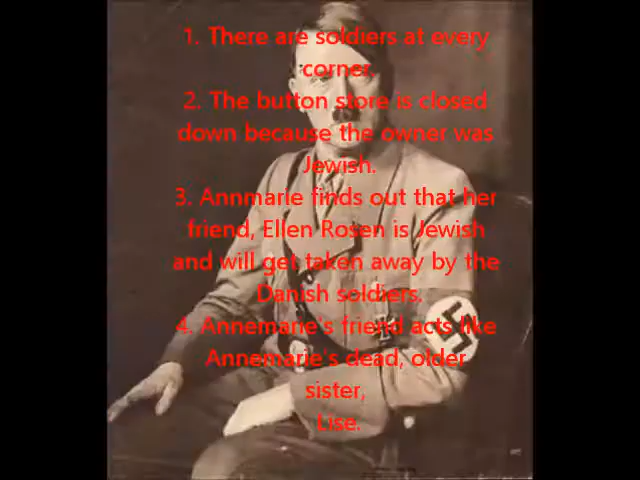 1. There are soldiers at every
corner.
2. The button store is closed
down because the owner was
Jewish.
3. Annmarie finds out that her
friend, Ellen Rosen is Jewish
and will get taken away by the
Danish soldiers.
4. Annemarie's friend acts like
Annemarie's dead, older
sister,
Lise.